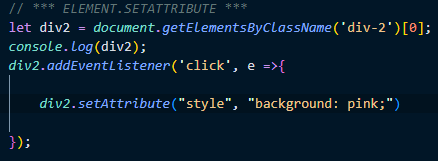 // *** ELEMENT.SETATTRIBUTE ***
let div2 = document.getElementsByClassName('div-2')[0];
console.log(div2);
div2.addEventListener('click', e =>{
div2.setAttribute("style", "background: pink;")
});